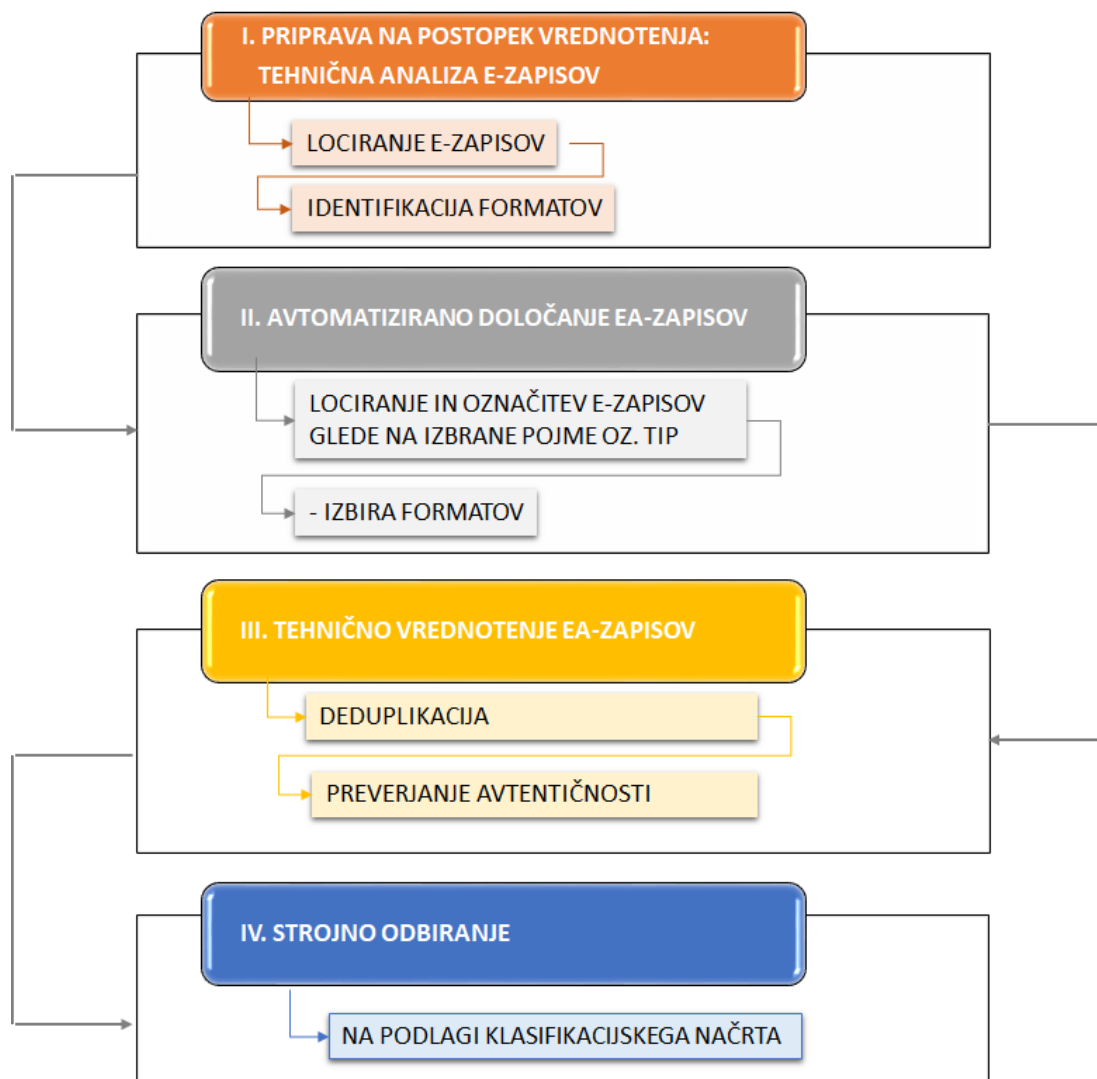 I. PRIPRAVA NA POSTOPEK VREDNOTENJA:
TEHNIČNA ANALIZA E-ZAPISOV
LOCIRANJE E-ZAPISOV
IDENTIFIKACIJA FORMATOV
II. AVTOMATIZIRANO DOLOČANJE EA-ZAPISOV
LOCIRANJE IN OZNAČITEV E-ZAPISOV
GLEDE NA IZBRANE POJME OZ. TIP
- IZBIRA FORMATOV
III. TEHNIČNO VREDNOTENJE EA-ZAPISOV
DEDUPLIKACIJA
PREVERJANJE AVTENTIČNOSTI
IV. STROJNO ODBIRANJE
NA PODLAGI KLASIFIKACIJSKEGA NAČRTA